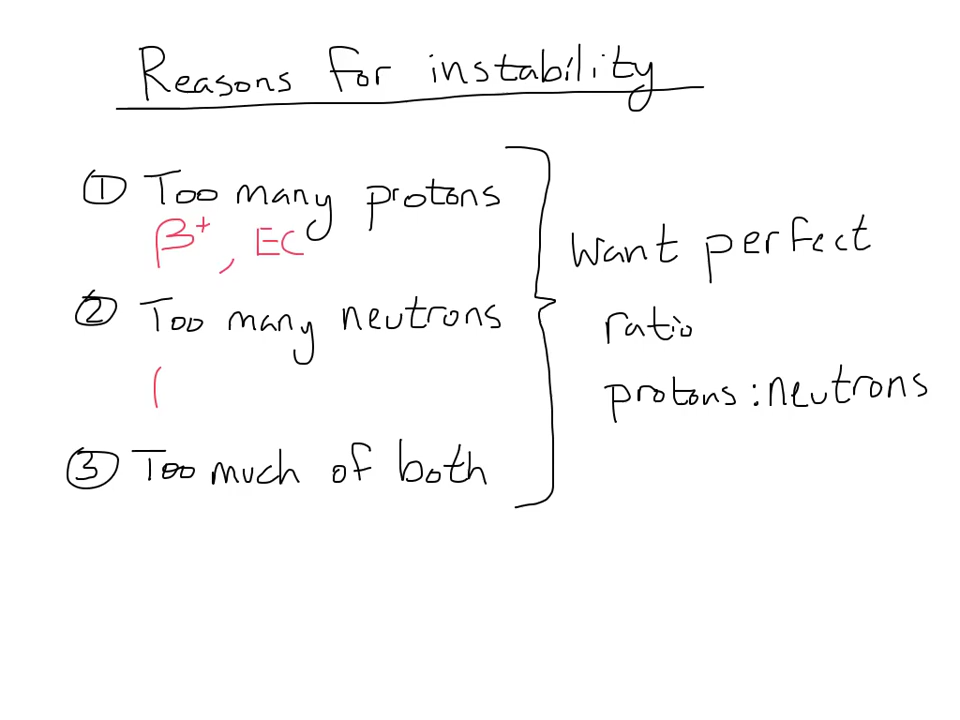 Reasons for instability
① Too many protons
β⁺, EC
② Too many neutrons
③ Too much of both
Want perfect
ratio
protons : neutrons